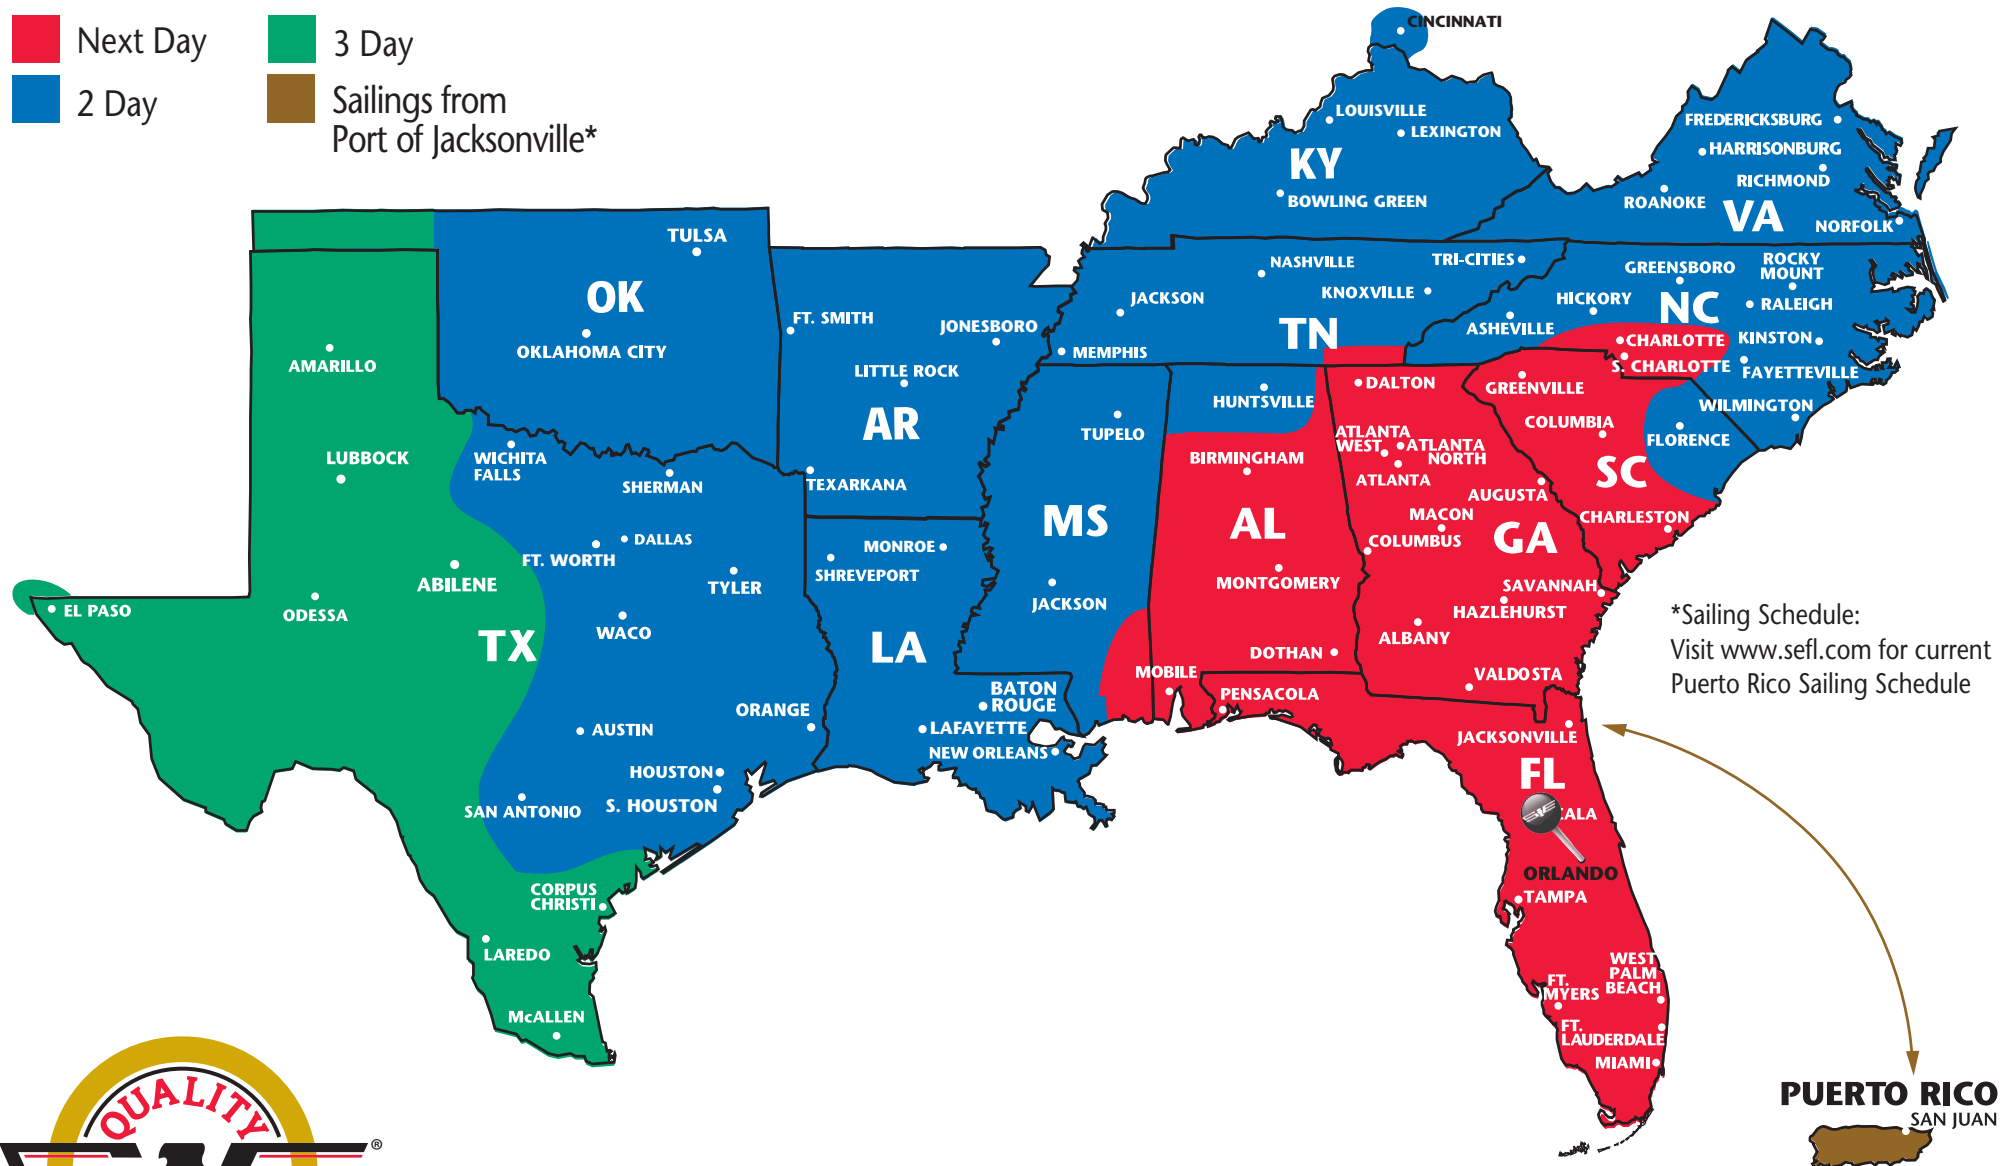 Next Day
2 Day
3 Day
Sailings from
Port of Jacksonville*
CINCINNATI
LOUISVILLE
LEXINGTON
KY
BOWLING GREEN
FREDERICKSBURG
HARRISONBURG
RICHMOND
ROANOKE
VA
NORFOLK
TULSA
OK
OKLAHOMA CITY
FT. SMITH
JONESBORO
LITTLE ROCK
AR
TEXARKANA
NASHVILLE
TRI-CITIES
JACKSON
KNOXVILLE
TN
MEMPHIS
GREENSBORO
ROCKY
MOUNT
HICKORY
NC
RALEIGH
ASHEVILLE
CHARLOTTE
KINSTON
S. CHARLOTTE
FAYETTEVILLE
WILMINGTON
GREENVILLE
COLUMBIA
FLORENCE
SC
CHARLESTON
AMARILLO
LUBBOCK
WICHITA
FALLS
SHERMAN
DALLAS
FT. WORTH
ABILENE
TYLER
EL PASO
ODESSA
WACO
TX
AUSTIN
ORANGE
HOUSTON
S. HOUSTON
SAN ANTONIO
CORPUS
CHRISTI
LAREDO
McALLEN
MONROE
SHREVEPORT
LA
BATON
ROUGE
LAFAYETTE
NEW ORLEANS
TUPELO
MS
JACKSON
HUNTSVILLE
BIRMINGHAM
AL
MONTGOMERY
DOTHAN
MOBILE
DALTON
ATLANTA
WEST
ATLANTA
NORTH
ATLANTA
AUGUSTA
MACON
COLUMBUS
GA
SAVANNAH
HAZLEHURST
ALBANY
VALDOSTA
PENSACOLA
JACKSONVILLE
FL
ALA
ORLANDO
TAMPA
WEST
PALM
BEACH
FT.
MYERS
FT.
LAUDERDALE
MIAMI
*Sailing Schedule:
Visit www.sefl.com for current
Puerto Rico Sailing Schedule
PUERTO RICO
SAN JUAN
QUALITY
®